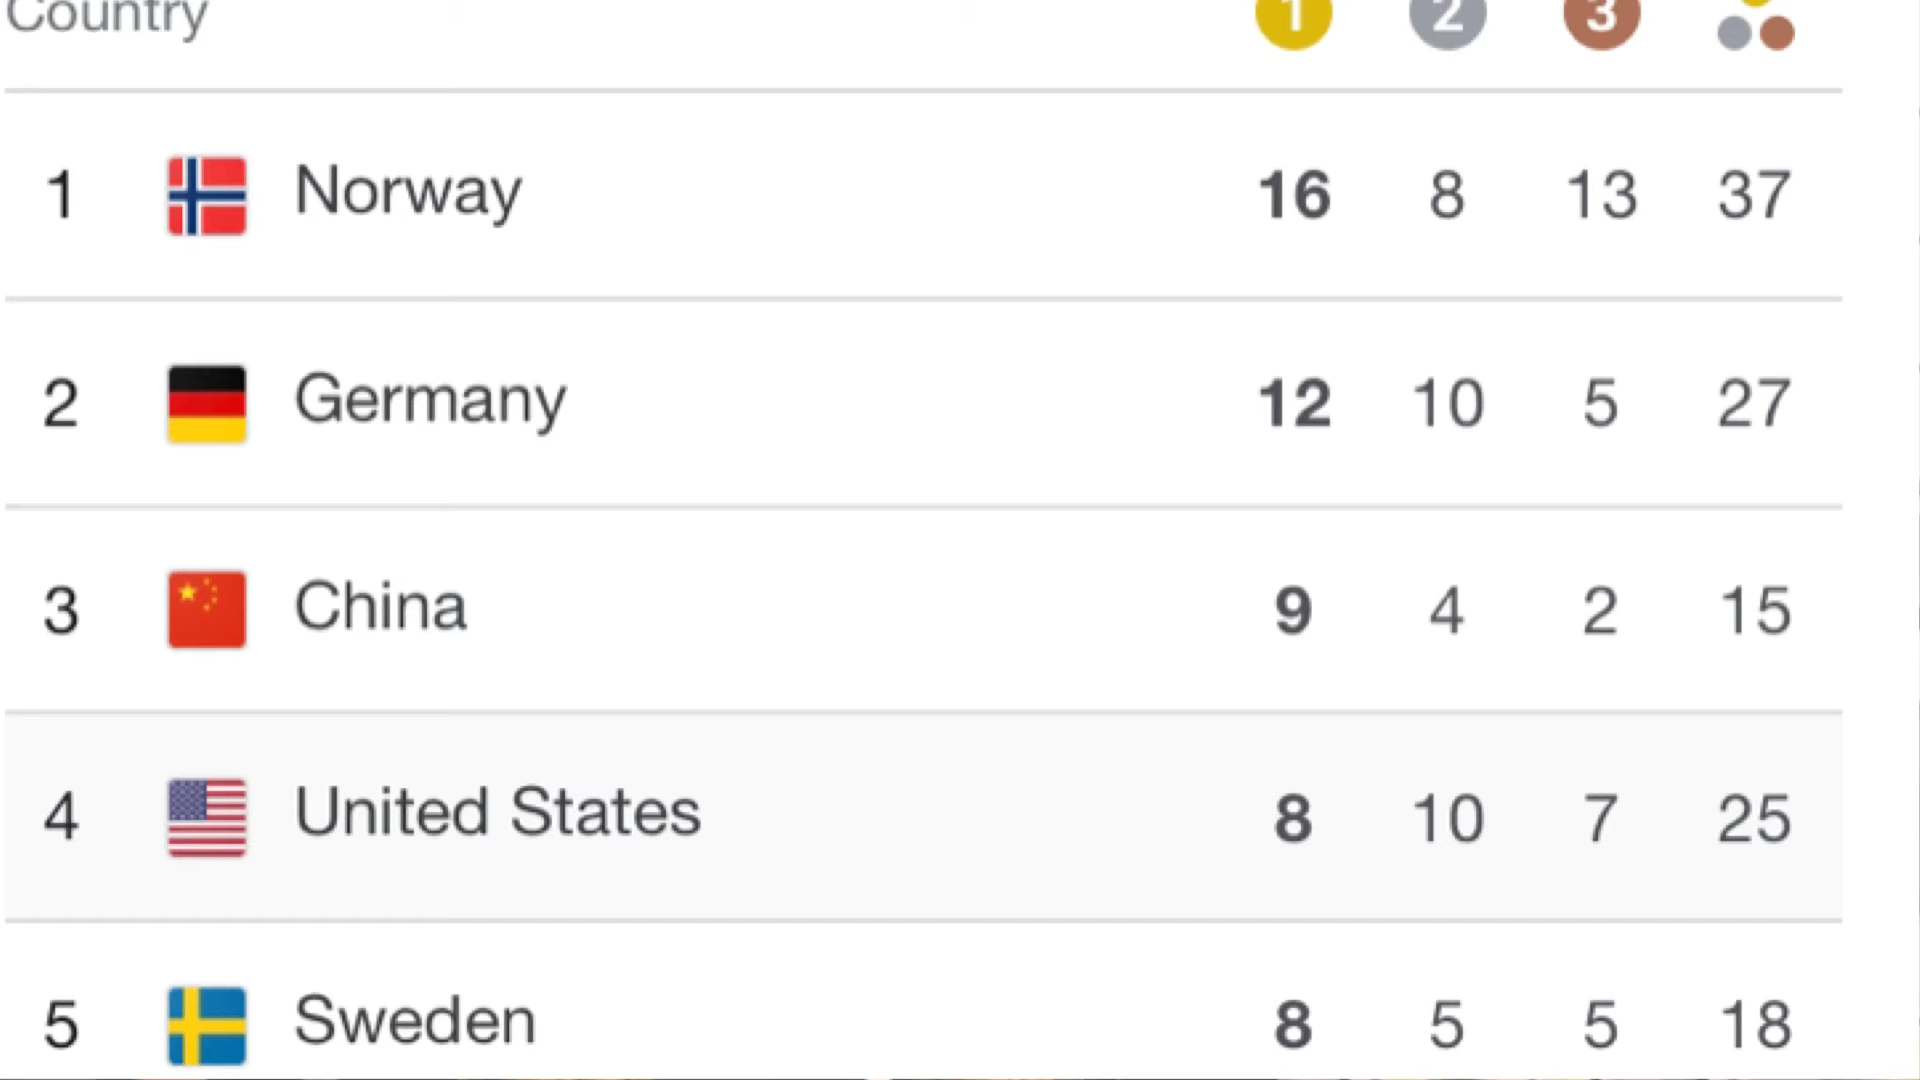 Country 1 2 3
1 Norway 16 8 13 37
2 Germany 12 10 5 27
3 China 9 4 2 15
4 United States 8 10 7 25
5 Sweden 8 5 5 18